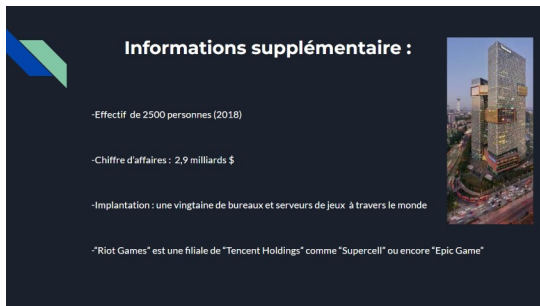 Informations supplémentaire :
-Effectif de 2500 personnes (2018)
-Chiffre d'affaires : 2,9 milliards $
-Implantation : une vingtaine de bureaux et serveurs de jeux à travers le monde
-"Riot Games" est une filiale de "Tencent Holdings" comme "Supercell" ou encore "Epic Game"